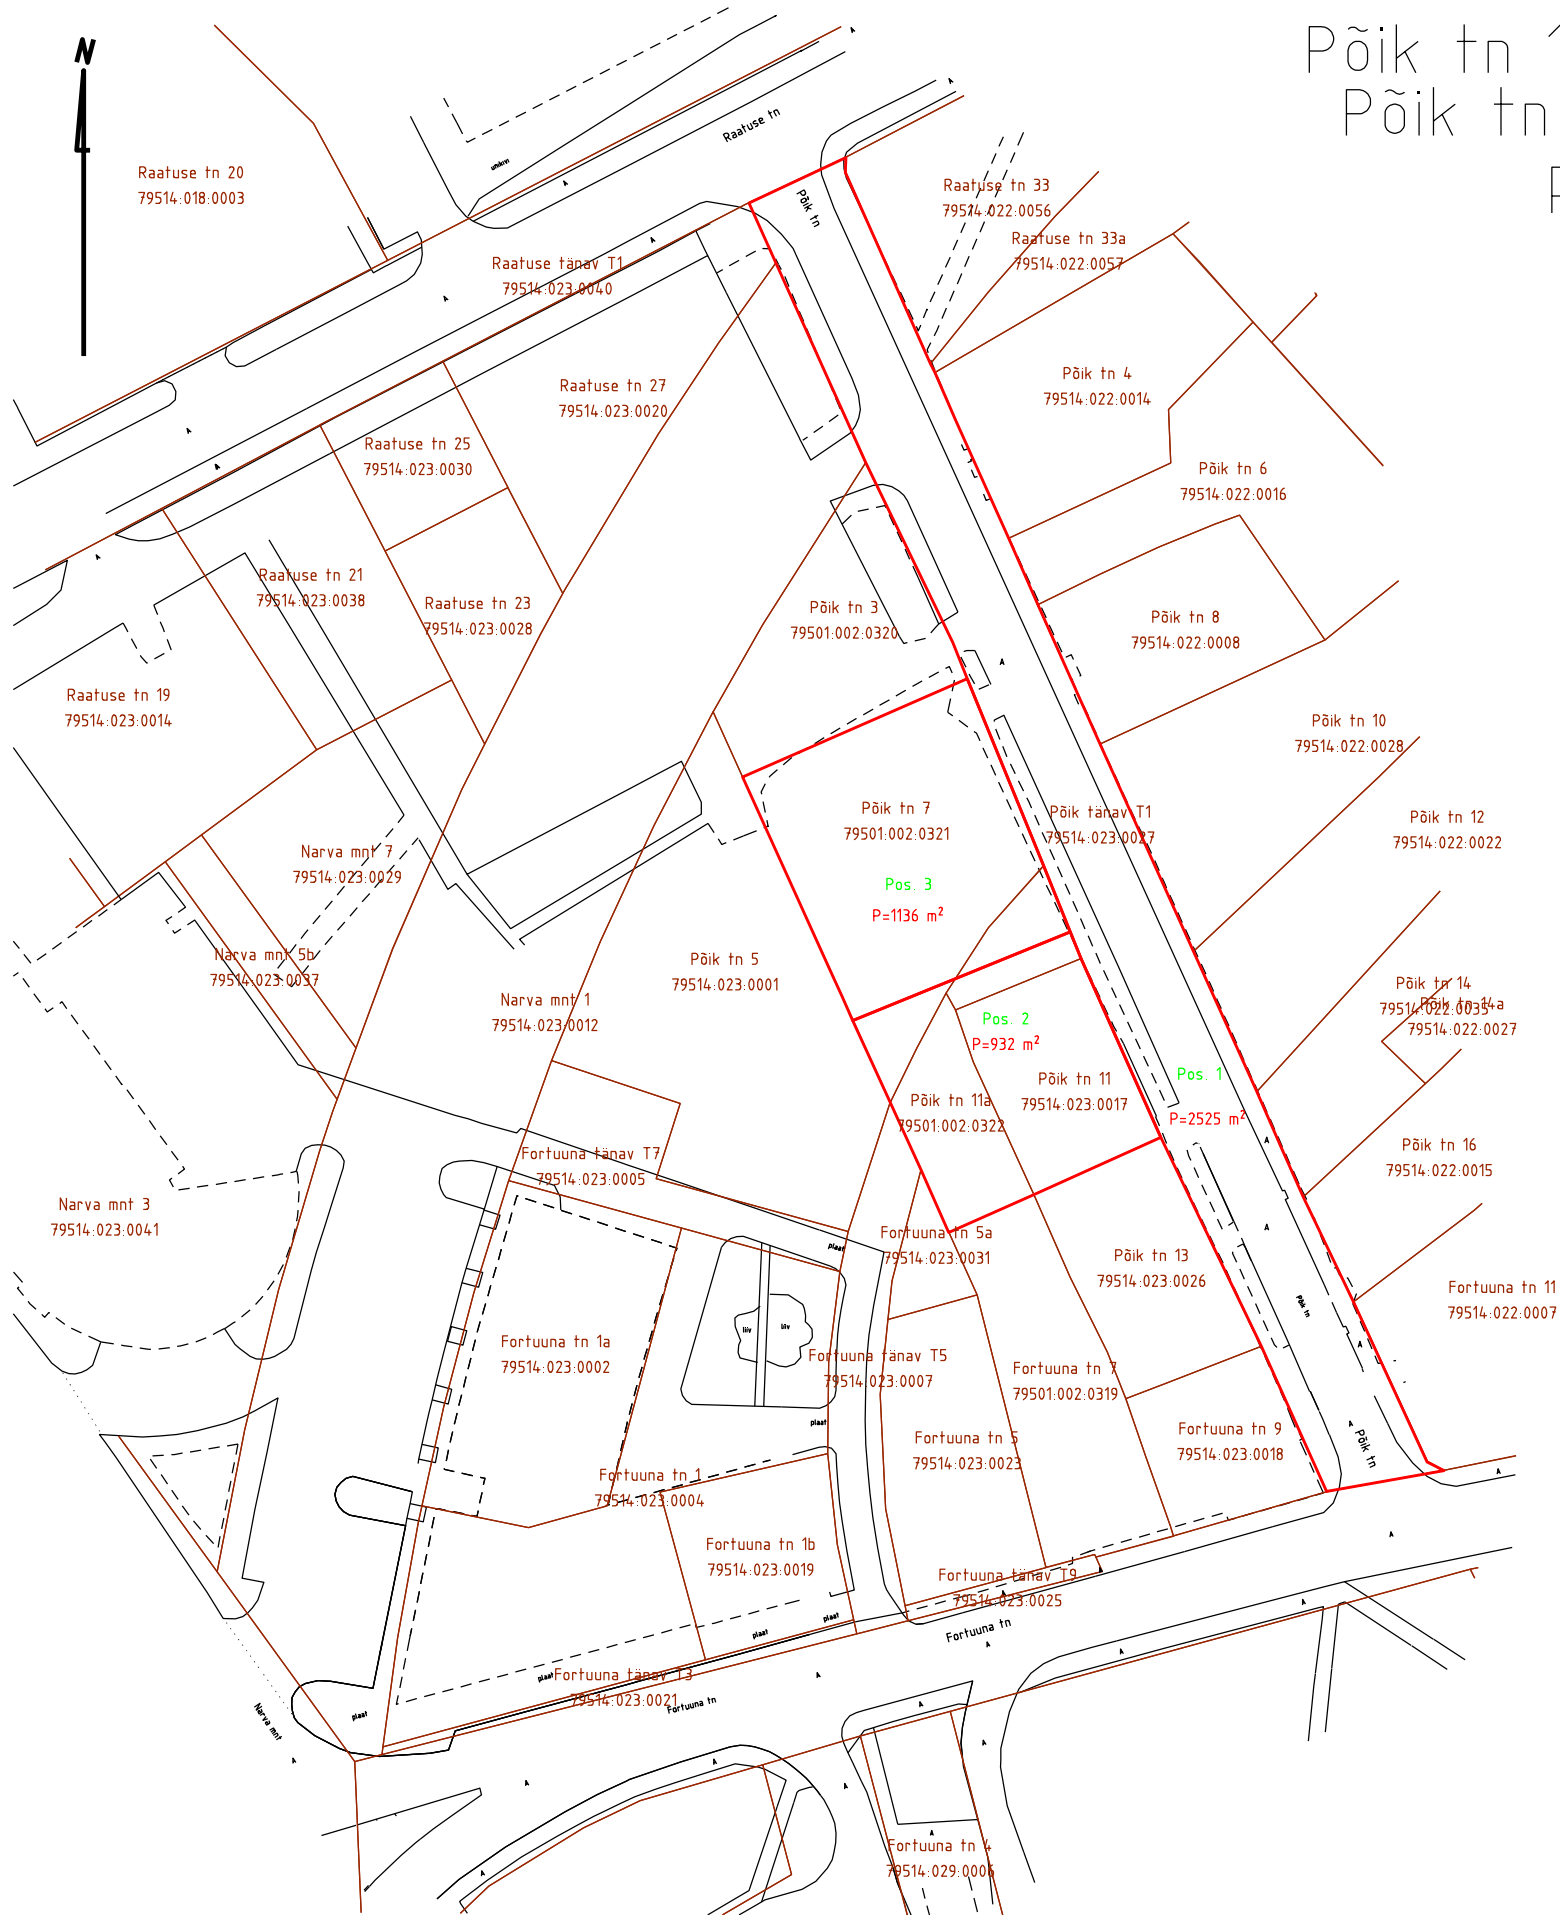 N
Põik tn
Põik tn
Raatuse tn
Raatuse tn 20
79514:018:0003
Põik tn
Raatuse tn 33
79514:022:0056
Raatuse tn 33a
79514:022:0057
Raatuse tänav T1
79514:023:0040
Põik tn 4
79514:022:0014
Raatuse tn 27
79514:023:0020
Raatuse tn 25
79514:023:0030
Põik tn 6
79514:022:0016
Raatuse tn 21
79514:023:0038
Raatuse tn 23
79514:023:0028
Põik tn 3
79501:002:0320
Põik tn 8
79514:022:0008
Raatuse tn 19
79514:023:0014
Põik tn 10
79514:022:0028
Põik tn 7
79501:002:0321
Põik tänav T1
79514:023:0027
Põik tn 12
79514:022:0022
Narva mnt 7
79514:023:0029
Pos. 3
P=1136 m²
Narva mnt 5b
79514:023:0037
Põik tn 5
79514:023:0001
Narva mnt 1
79514:023:0012
Põik tn 14
79514:022:0035
Põik tn 14a
79514:022:0027
Pos. 2
P=932 m²
Põik tn 11
79514:023:0017
Pos. 1
P=2525 m²
Põik tn 11a
79501:002:0322
Põik tn 16
79514:022:0015
Fortuuna tänav T7
79514:023:0005
Narva mnt 3
79514:023:0041
Fortuuna tn 5a
79514:023:0031
plaat
Põik tn 13
79514:023:0026
Fortuuna tn 11
79514:022:0007
Põik tn
liiv
liiv
Fortuuna tn 1a
79514:023:0002
Fortuuna tänav T5
79514:023:0007
Fortuuna tn 7
79501:002:0319
plaat
Fortuuna tn 5
79514:023:0023
Fortuuna tn 9
79514:023:0018
Põik tn
Fortuuna tn 1
79514:023:0004
Fortuuna tn 1b
79514:023:0019
Fortuuna tänav T9
79514:023:0025
plaat
plaat
Fortuuna tn
plaat
Fortuuna tänav T3
79514:023:0021
Fortuuna tn
plaat
Narva mnt
Fortuuna tn 4
79514:029:0006